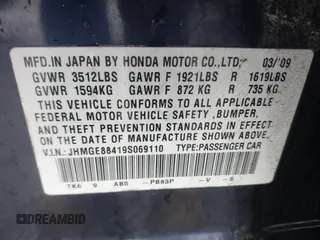 MFD. IN JAPAN BY HONDA MOTOR CO.,LTD. 03/'09
GVWR 3512LBS GAWR F 1921LBS R 1619LBS
GVWR 1594KG GAWR F 872 KG R 735 KG
THIS VEHICLE CONFORMS TO ALL APPLICABLE
FEDERAL MOTOR VEHICLE SAFETY, BUMPER,
AND THEFT PREVENTION STANDARDS IN EFFECT
ON THE DATE OF MANUFACTURE SHOWN ABOVE.
V.I.N.:JHMGE88419S069110 TYPE:PASSENGER CAR
TK6 9 ABS -PB83P -V -S
DREAMBID